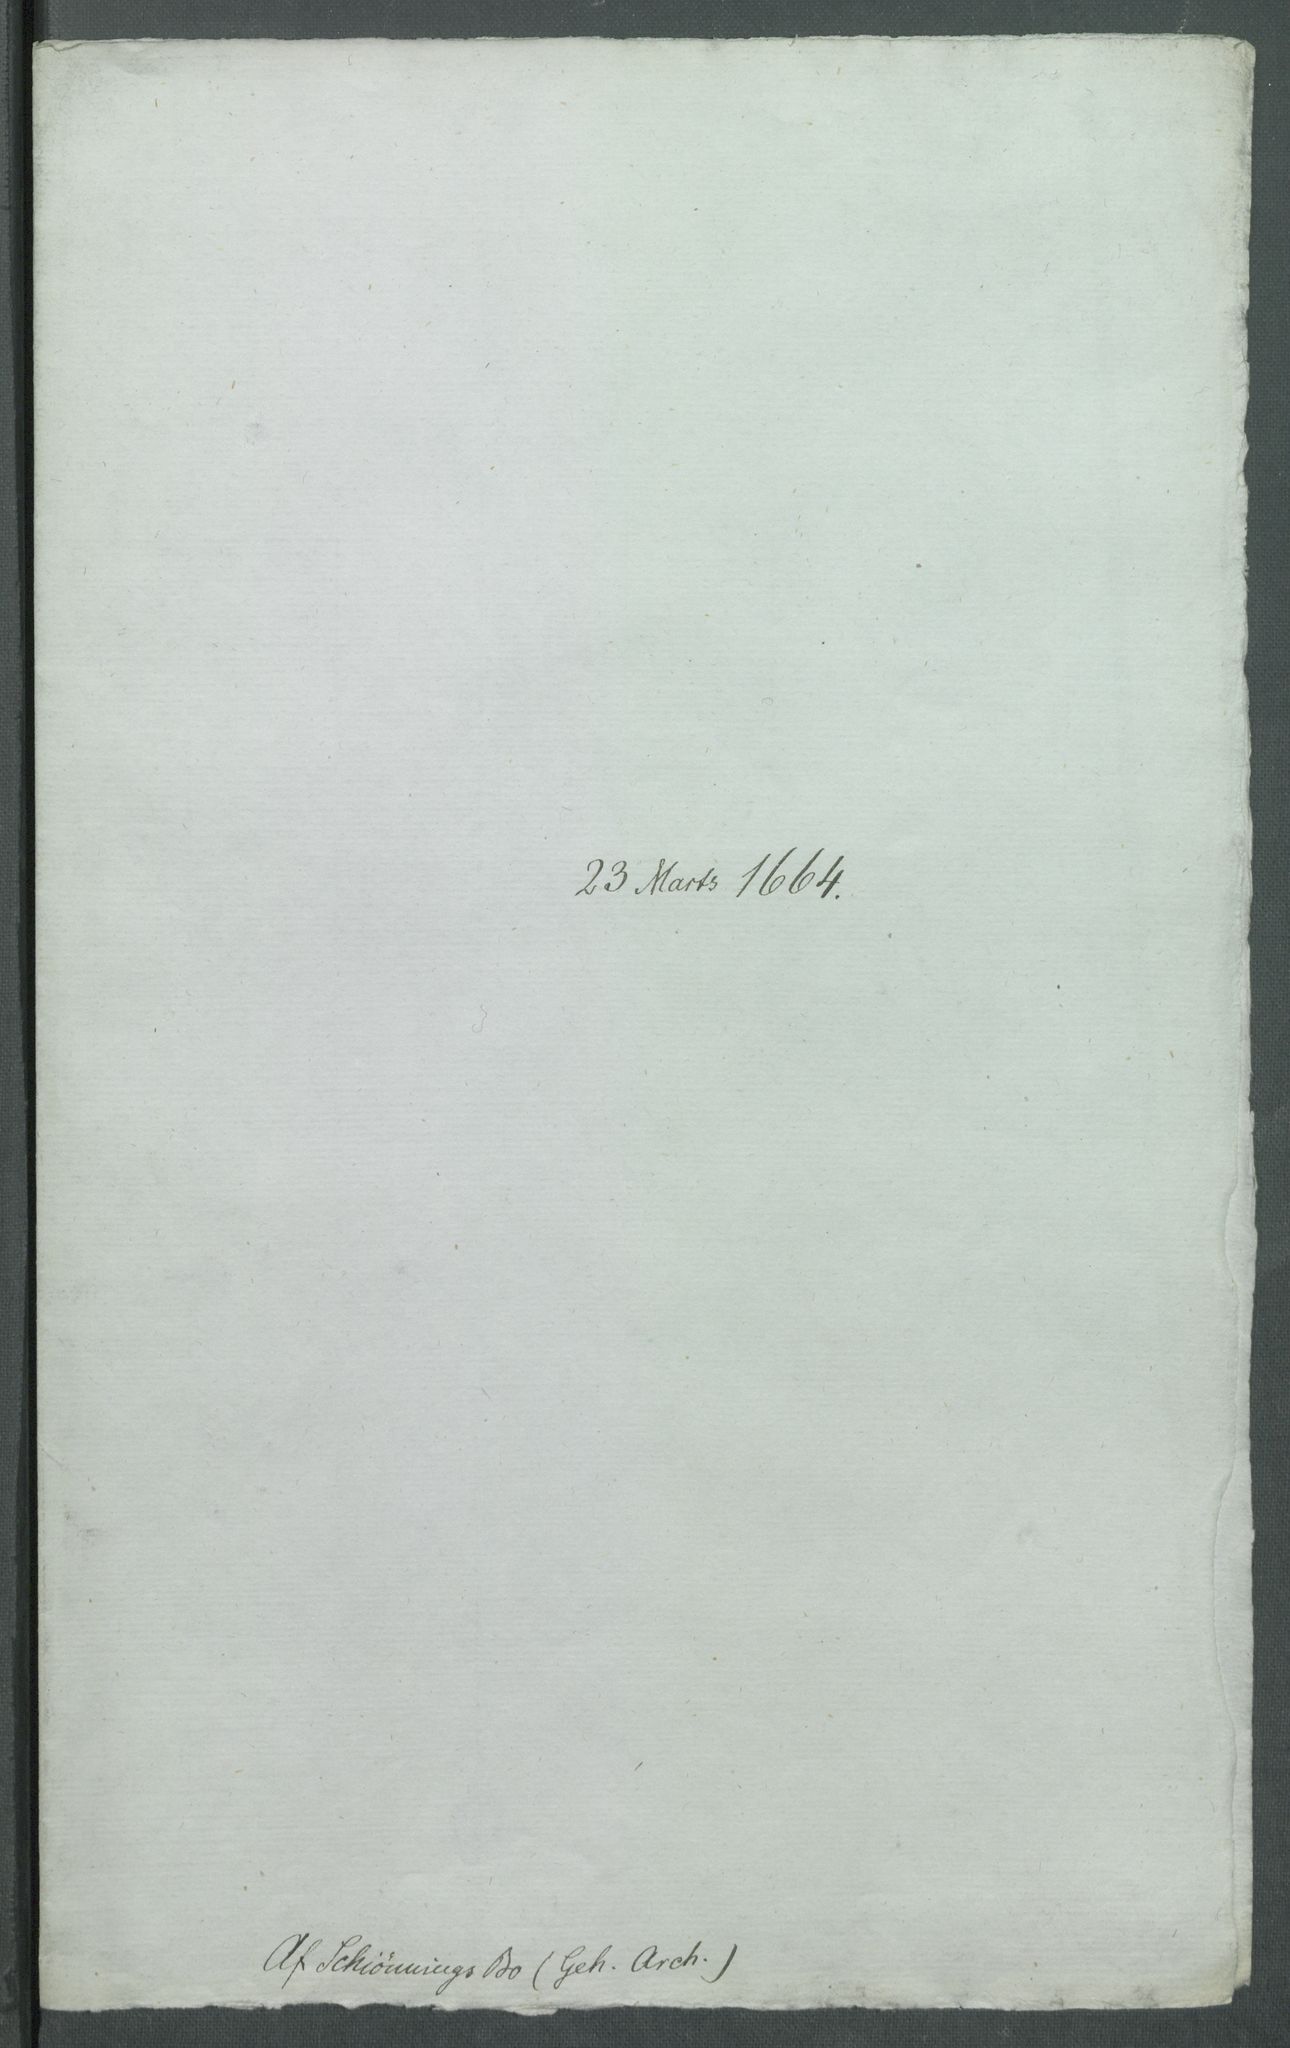 23 Marts 1664.
Af Schiönnings Bo (Geh. Arch.)